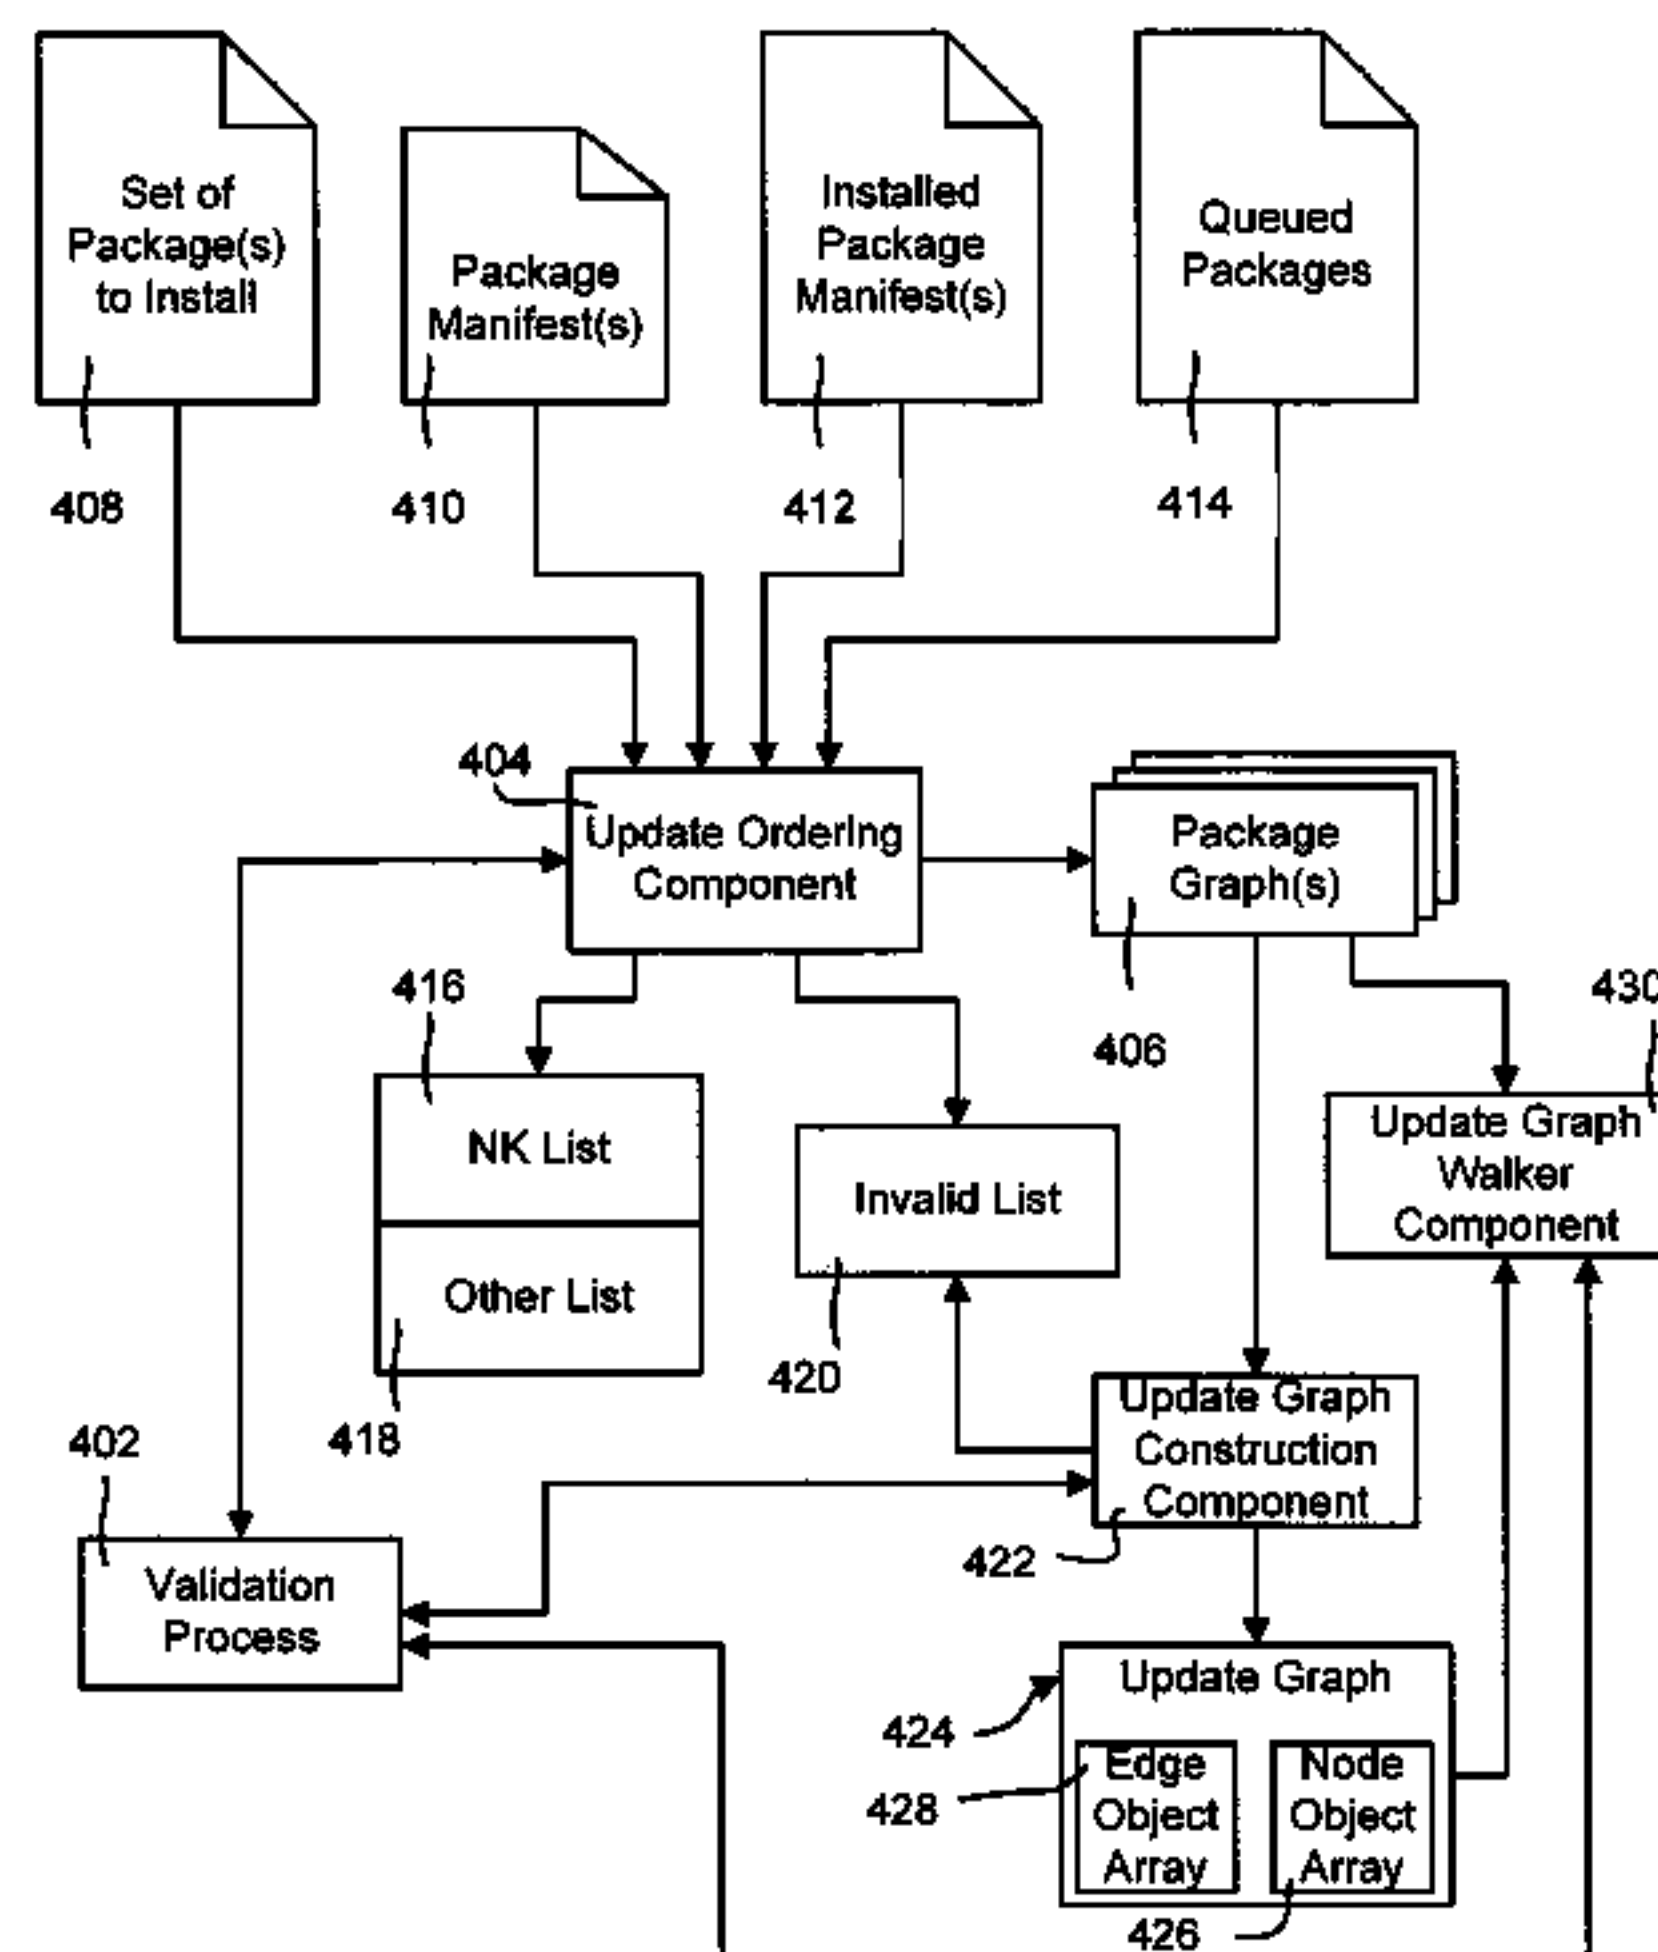 Set of
Package(s)
to Install
408
Package
Manifest(s)
410
Installed
Package
Manifest(s)
412
Queued
Packages
414
404
Update Ordering
Component
Package
Graph(s)
406
416
NK List
Other List
418
Invalid List
420
430
Update Graph
Walker
Component
402
Validation
Process
Update Graph
Construction
Component
422
Update Graph
424
Edge
Object
Array
428
Node
Object
Array
426